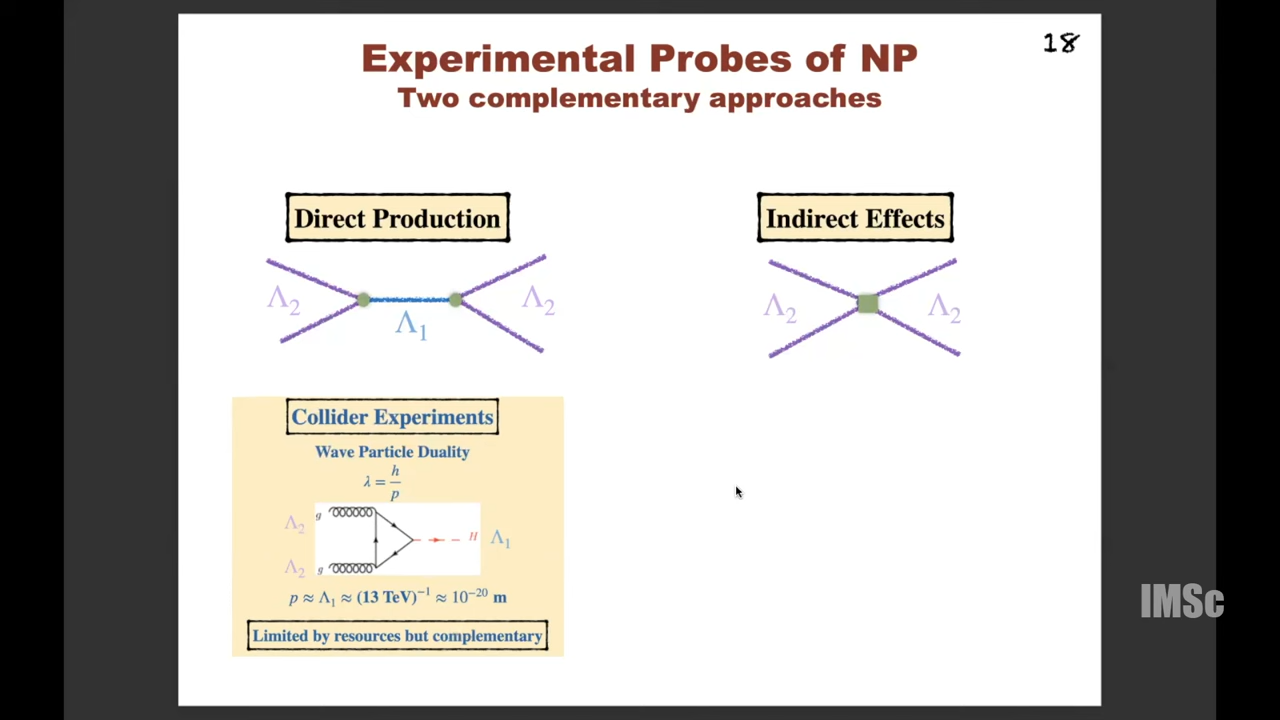 Experimental Probes of NP
18
Two complementary approaches
Direct Production
Λ₂
Λ₁
Λ₂
Indirect Effects
Λ₂
Λ₂
Collider Experiments
Wave Particle Duality
λ = h/p
Λ₂ g
H Λ₁
Λ₂ g
p ≈ Λ₁ ≈ (13 TeV)⁻¹ ≈ 10⁻²⁰ m
Limited by resources but complementary
IMSc